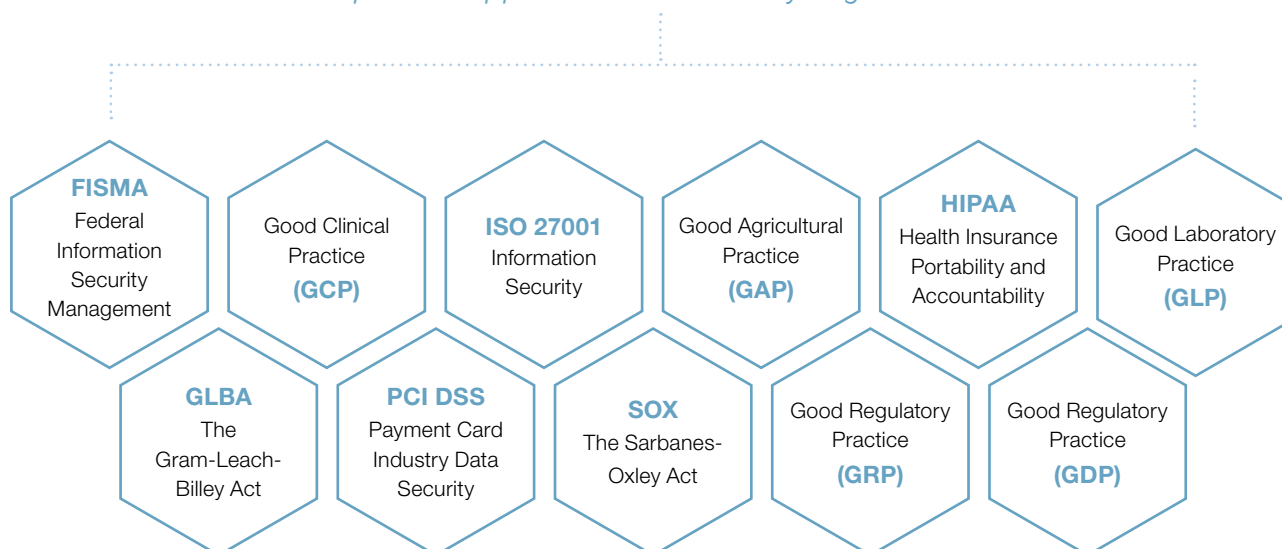 FISMA
Federal
Information
Security
Management
Good Clinical
Practice
(GCP)
ISO 27001
Information
Security
Good Agricultural
Practice
(GAP)
HIPAA
Health Insurance
Portability and
Accountability
Good Laboratory
Practice
(GLP)
GLBA
The
Gram-Leach-
Billey Act
PCI DSS
Payment Card
Industry Data
Security
SOX
The Sarbanes-
Oxley Act
Good Regulatory
Practice
(GRP)
Good Regulatory
Practice
(GDP)